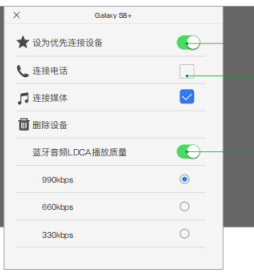 Galaxy S8+
设为优先连接设备
连接电话
连接媒体
删除设备
蓝牙音频LDCA播放质量
990kbps
660kbps
330kbps